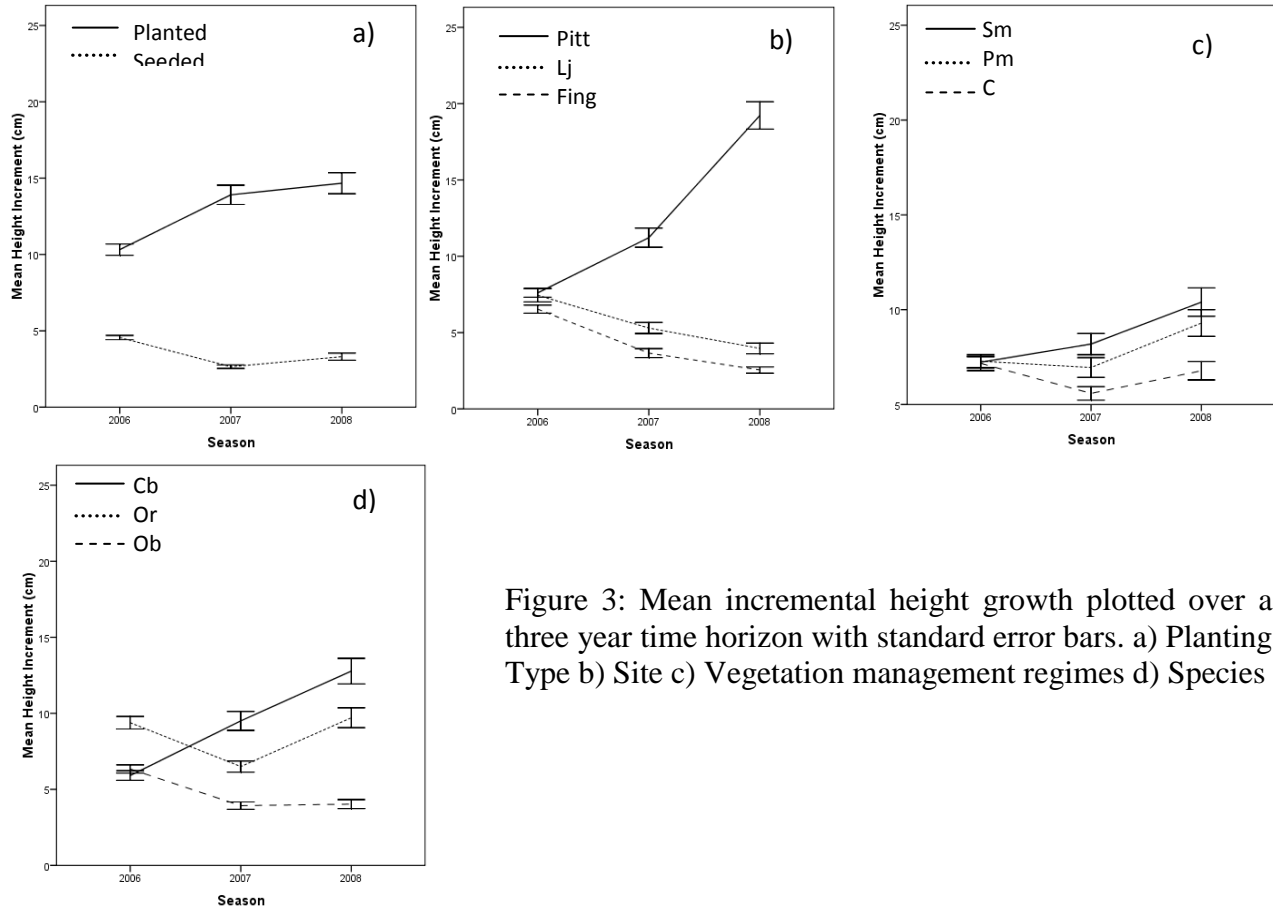 25
20
15
10
5
0
Mean Height Increment (cm)
Planted
Seeded
a)
2006 2007 2008
Season
25
20
15
10
5
0
Mean Height Increment (cm)
Pitt
Lj
Fing
b)
2006 2007 2008
Season
25
20
10
5
Mean Height Increment (cm)
Sm
Pm
C
c)
2006 2007 2008
Season
25
20
15
10
5
0
Mean Height Increment (cm)
Cb
Or
Ob
d)
2006 2007 2008
Season
Figure 3: Mean incremental height growth plotted over a
three year time horizon with standard error bars. a) Planting
Type b) Site c) Vegetation management regimes d) Species